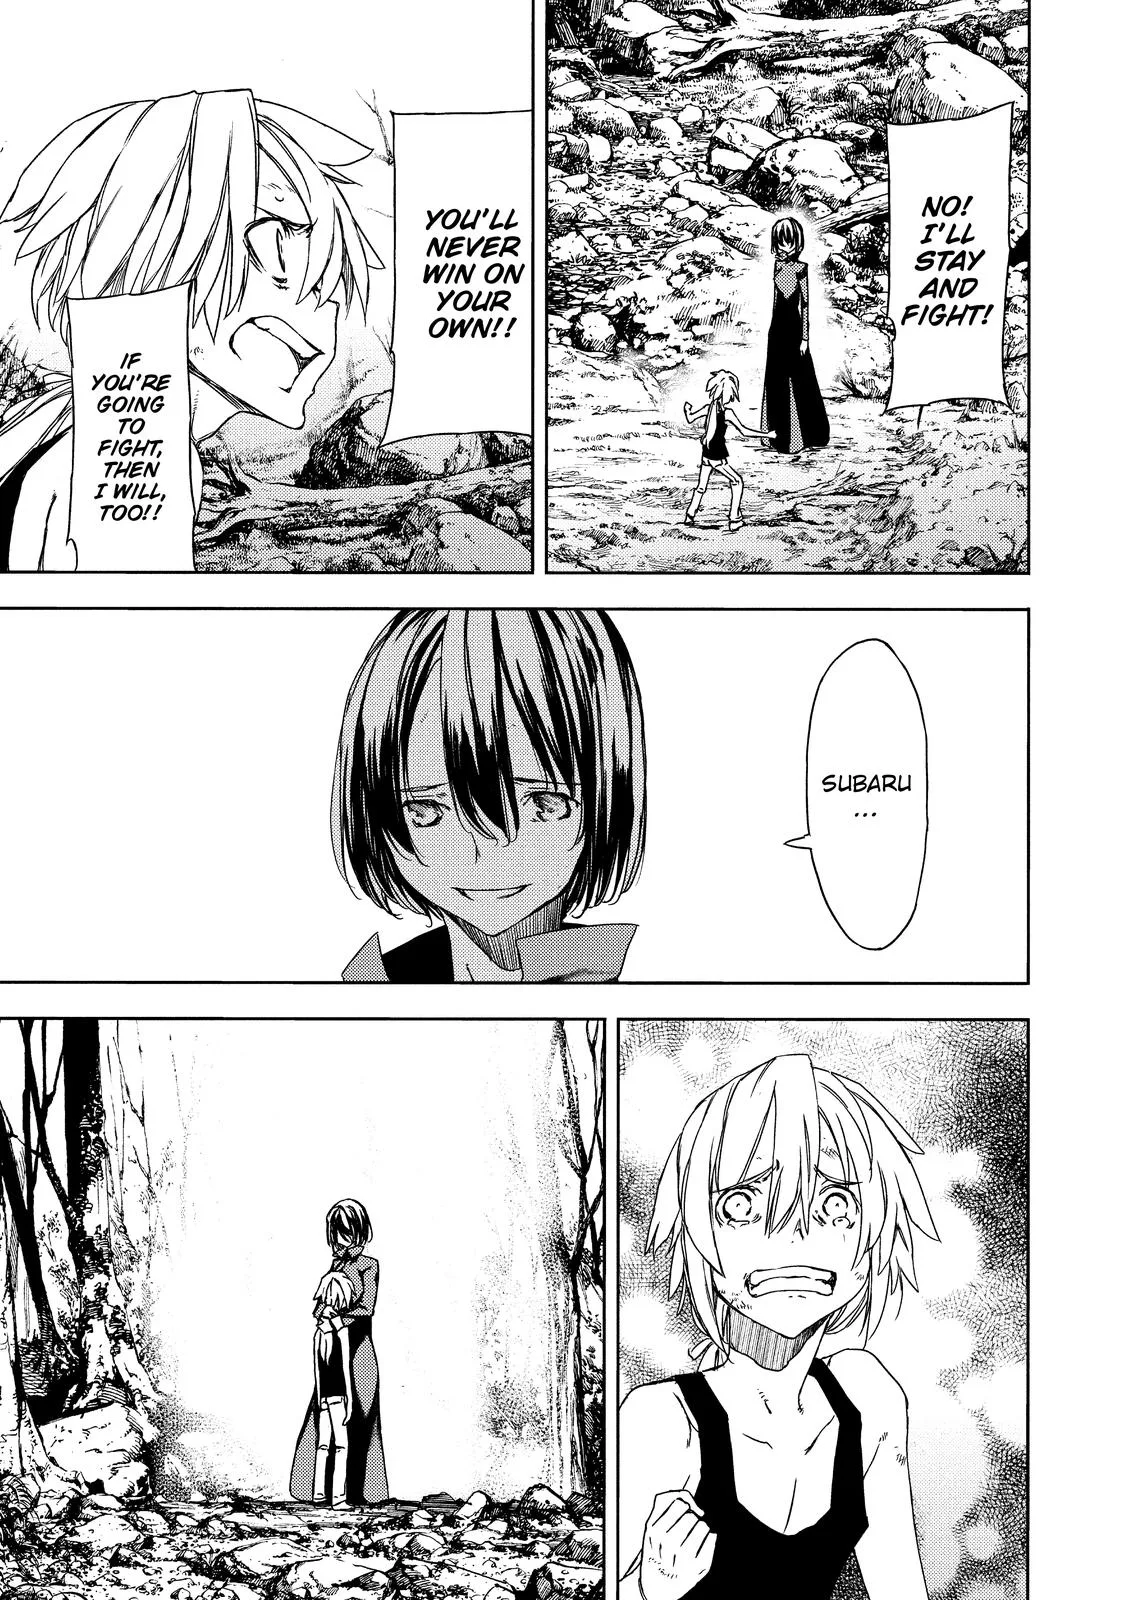 NO!
I'LL
STAY
AND
FIGHT!
YOU'LL
NEVER
WIN ON
YOUR
OWN!!
IF
YOU'RE
GOING
TO
FIGHT,
THEN
I WILL,
TOO!!
SUBARU
...